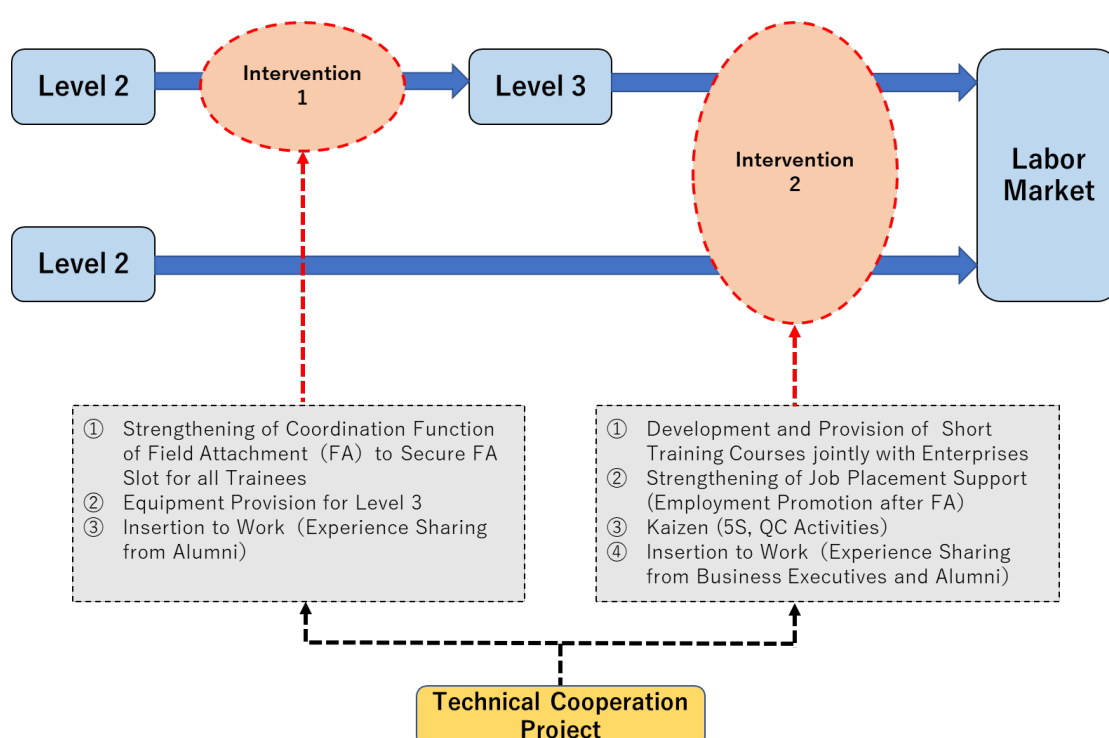 Level 2
Intervention
1
Level 3
Intervention
2
Labor
Market
Level 2
① Strengthening of Coordination Function
of Field Attachment（FA）to Secure FA
Slot for all Trainees
② Equipment Provision for Level 3
③ Insertion to Work（Experience Sharing
from Alumni）
① Development and Provision of Short
Training Courses jointly with Enterprises
② Strengthening of Job Placement Support
(Employment Promotion after FA)
③ Kaizen (5S, QC Activities)
④ Insertion to Work（Experience Sharing
from Business Executives and Alumni）
Technical Cooperation
Project